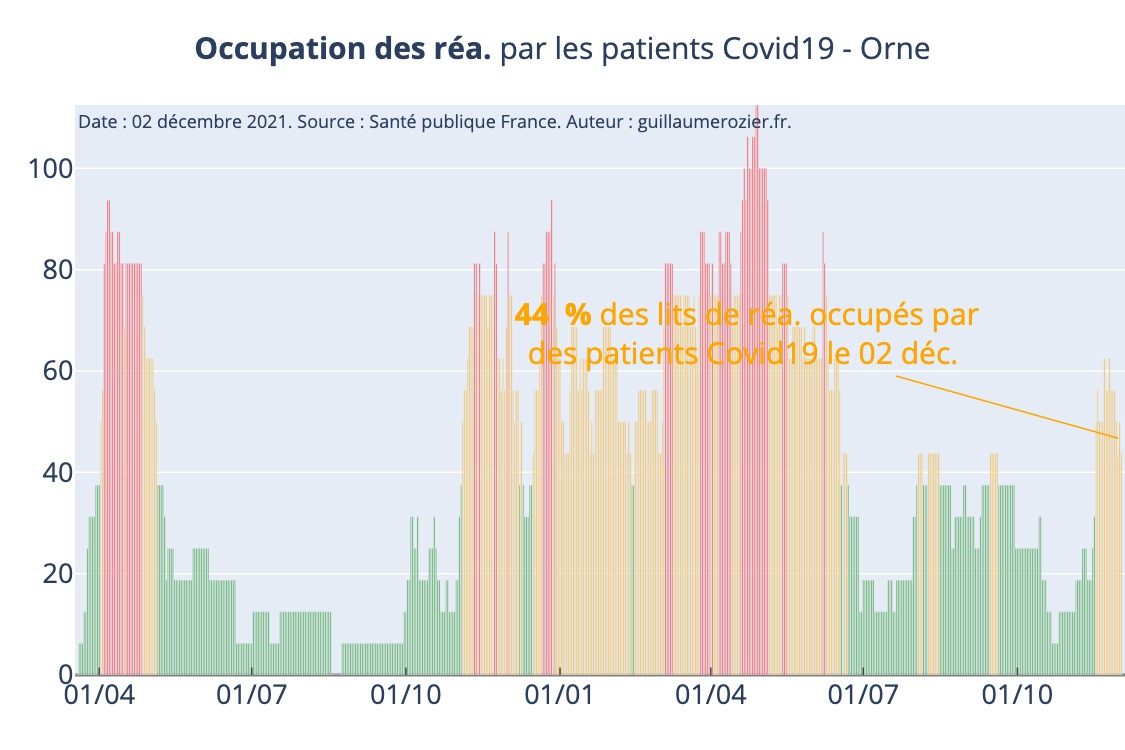 Occupation des réa. par les patients Covid19 - Orne
Date : 02 décembre 2021. Source : Santé publique France. Auteur : guillaumerozier.fr.
100
80
60
40
20
0
44 % des lits de réa. occupés par
des patients Covid19 le 02 déc.
01/04 01/07 01/10 01/01 01/04 01/07 01/10